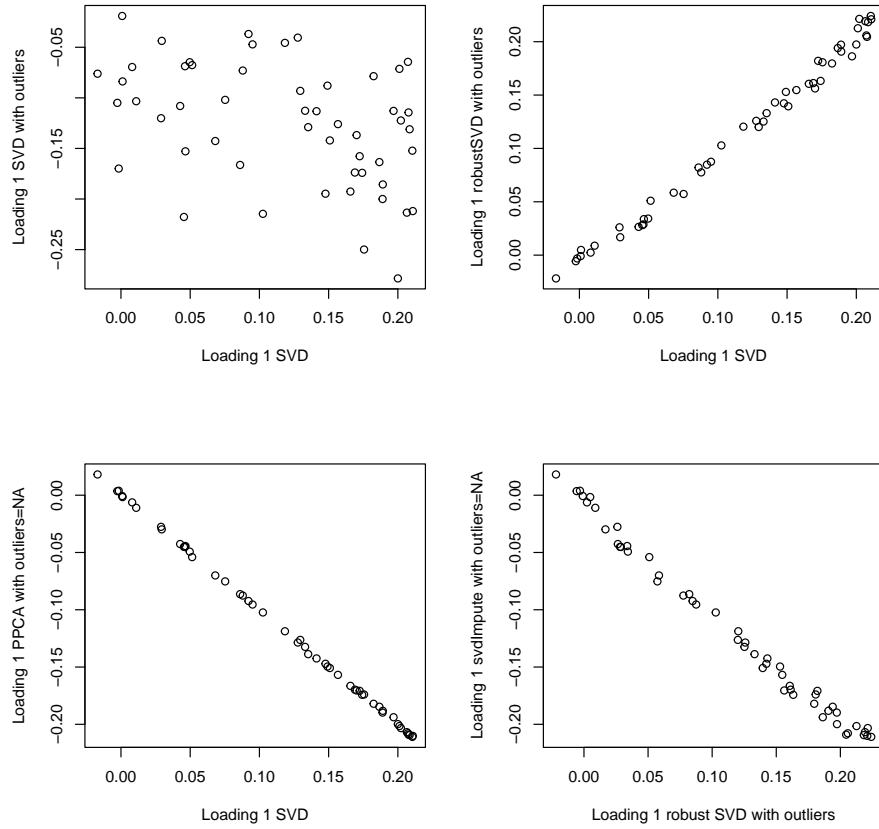 −0.05
−0.15
−0.25
Loading 1 SVD with outliers
0.00 0.05 0.10 0.15 0.20
Loading 1 SVD
0.20
0.15
0.10
0.05
0.00
Loading 1 robustSVD with outliers
0.00 0.05 0.10 0.15 0.20
Loading 1 SVD
0.00
−0.05
−0.10
−0.15
−0.20
Loading 1 PPCA with outliers=NA
0.00 0.05 0.10 0.15 0.20
Loading 1 SVD
0.00
−0.05
−0.10
−0.15
−0.20
Loading 1 svdImpute with outliers=NA
0.00 0.05 0.10 0.15 0.20
Loading 1 robust SVD with outliers